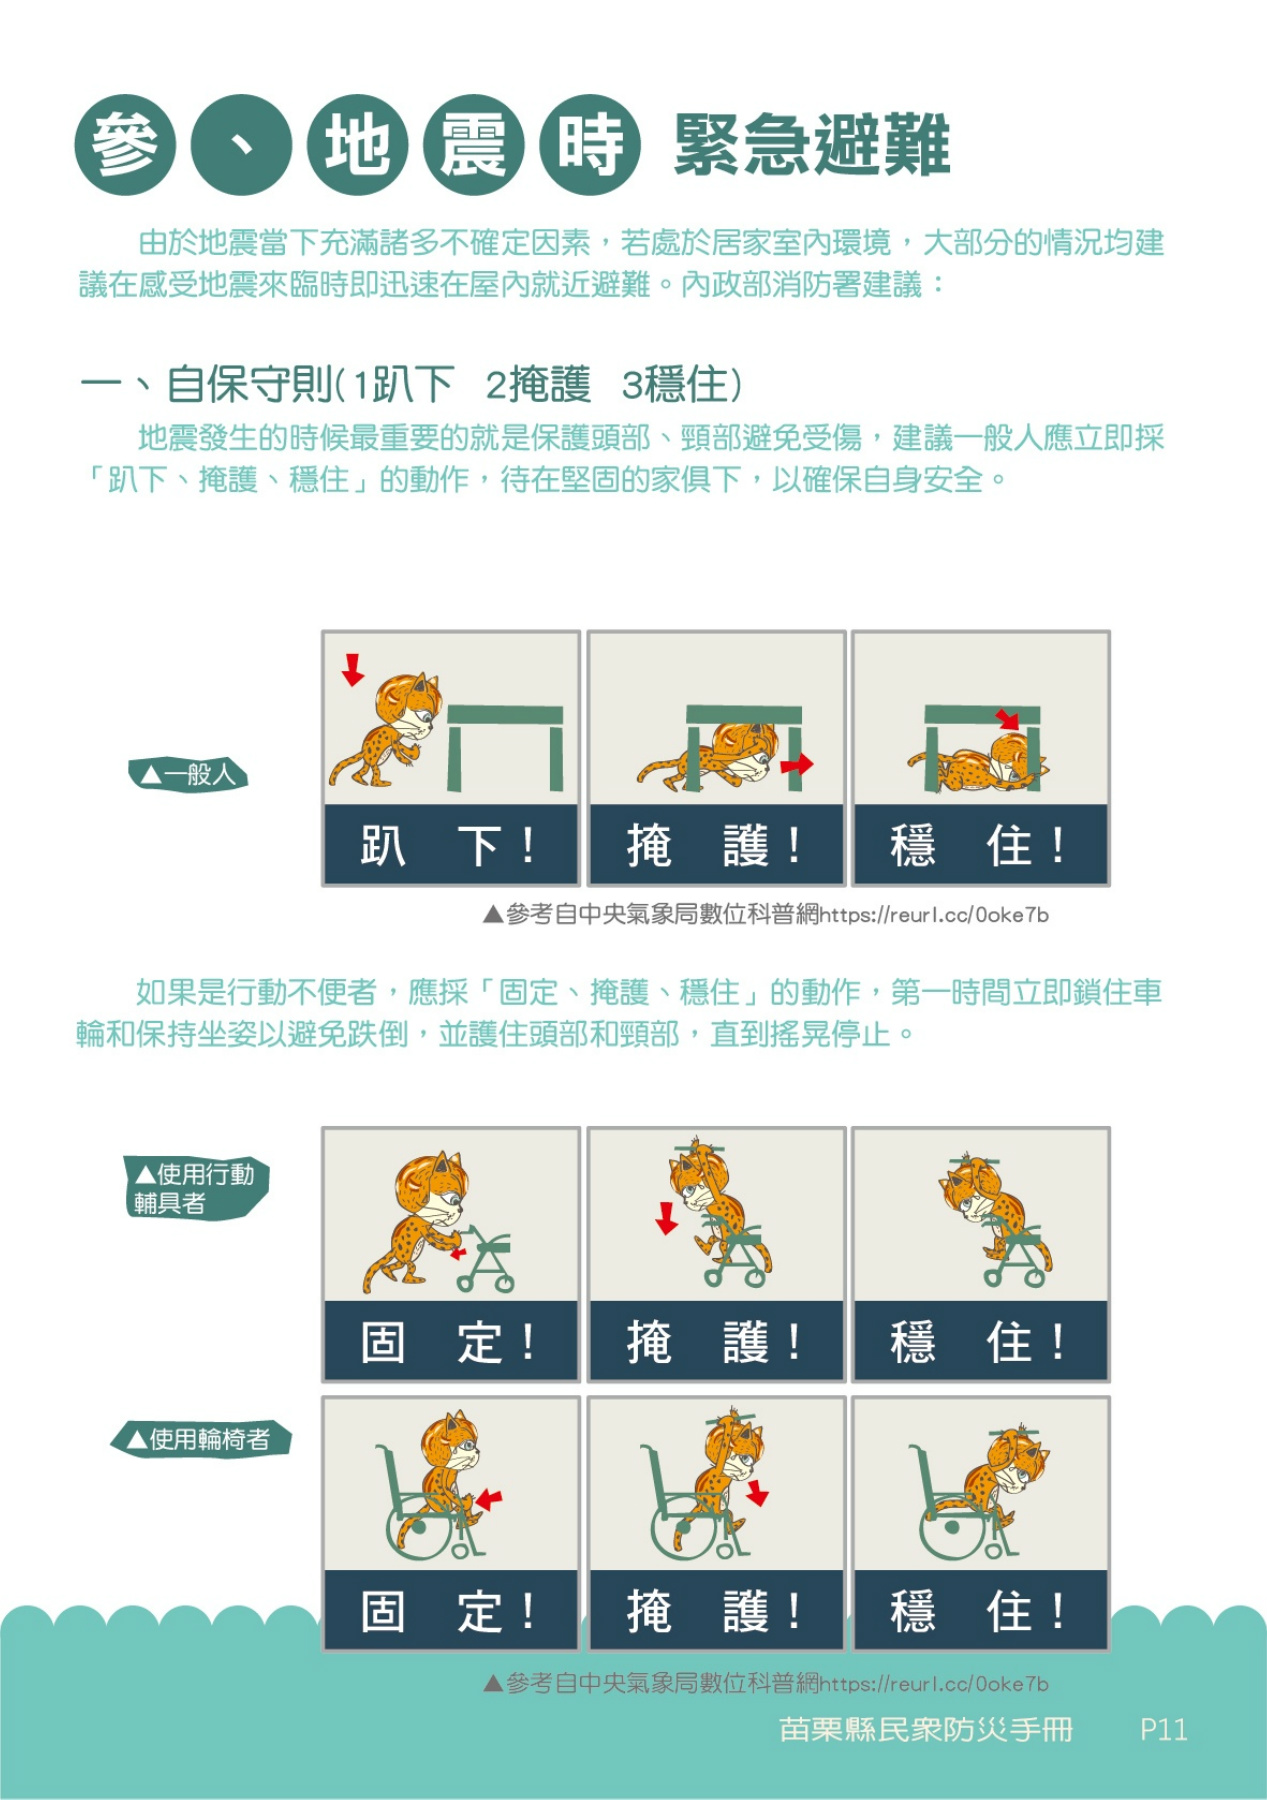 參、地震時 緊急避難
由於地震當下充滿諸多不確定因素，若處於居家室內環境，大部分的情況均建
議在感受地震來臨時即迅速在屋內就近避難。內政部消防署建議：
一、自保守則(1趴下 2掩護 3穩住)
地震發生的時候最重要的就是保護頭部、頸部避免受傷，建議一般人應立即採
「趴下、掩護、穩住」的動作，待在堅固的家俱下，以確保自身安全。
▲一般人
趴 下！
掩 護！
穩 住！
▲參考自中央氣象局數位科普網https://reurl.cc/0oke7b
如果是行動不便者，應採「固定、掩護、穩住」的動作，第一時間立即鎖住車
輪和保持坐姿以避免跌倒，並護住頭部和頸部，直到搖晃停止。
▲使用行動
輔具者
固 定！
掩 護！
穩 住！
▲使用輪椅者
固 定！
掩 護！
穩 住！
▲參考自中央氣象局數位科普網https://reurl.cc/0oke7b
苗栗縣民眾防災手冊 P11